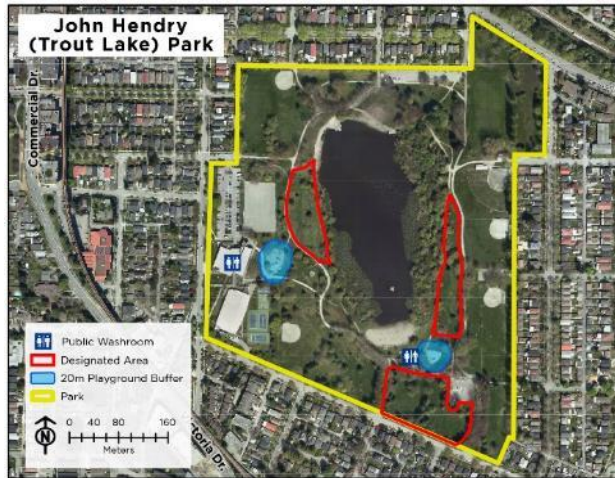 John Hendry
(Trout Lake) Park
Commercial Dr.
Public Washroom
Designated Area
20m Playground Buffer
Park
N
0 40 80 160
Meters
toria Dr.